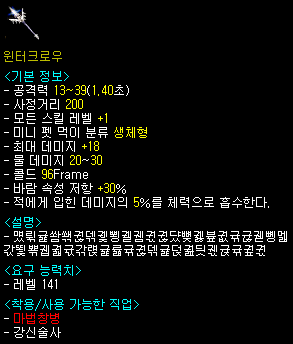 윈터크로우
<기본 정보>
- 공격력 13~39(1.40초)
- 사정거리 200
- 모든 스킬 레벨 +1
- 미니 펫 먹이 분류 생체형
- 최대 데미지 +18
- 물 데미지 20~30
- 콜드 96Frame
- 바람 속성 저항 +30%
- 적에게 입힌 데미지의 5%를 체력으로 흡수한다.
<설명>
-
<요구 능력치>
- 레벨 141
<착용/사용 가능한 직업>
- 마법창병
- 강신술사